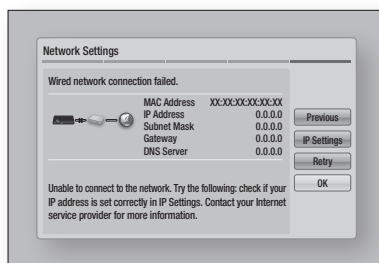 Network Settings
Wired network connection failed.
MAC Address XX:XX:XX:XX:XX:XX
IP Address 0.0.0.0
Subnet Mask 0.0.0.0
Gateway 0.0.0.0
DNS Server 0.0.0.0
Previous
IP Settings
Retry
OK
Unable to connect to the network. Try the following: check if your
IP address is set correctly in IP Settings. Contact your Internet
service provider for more information.